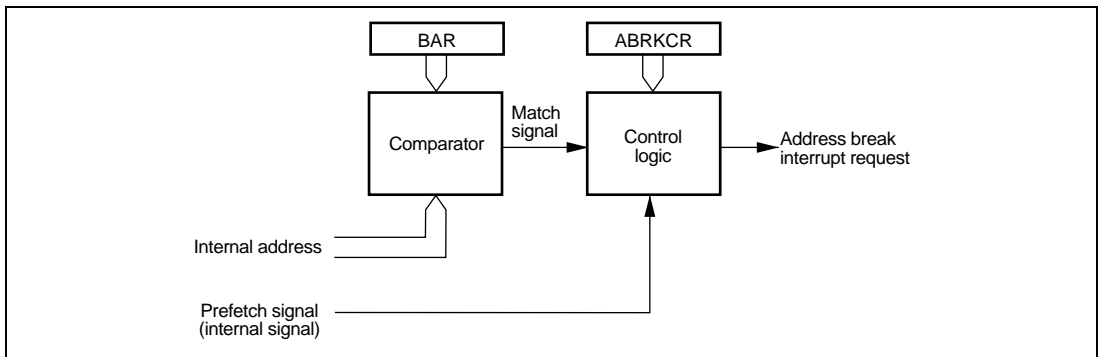 BAR
ABRKCR
Comparator
Match
signal
Control
logic
Address break
interrupt request
Internal address
Prefetch signal
(internal signal)